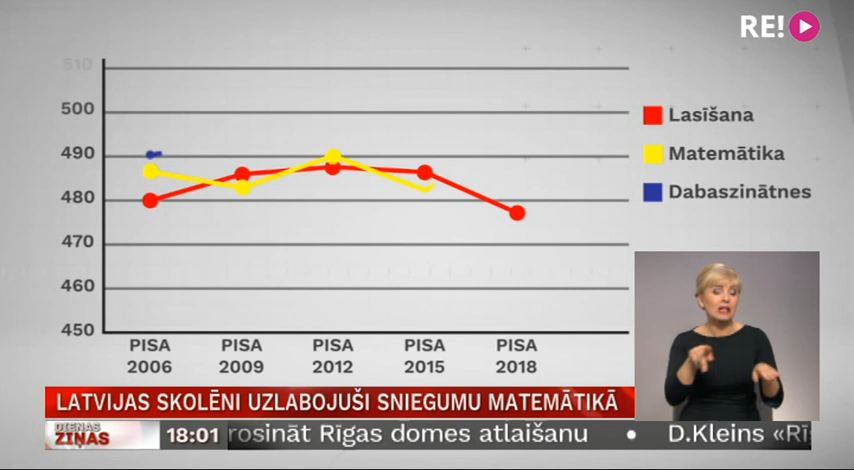 RE!
510
500
490
480
470
460
450
PISA 2006
PISA 2009
PISA 2012
PISA 2015
PISA 2018
Lasīšana
Matemātika
Dabaszinātnes
LATVIJAS SKOLĒNI UZLABOJUŠI SNIEGUMU MATEMĀTIKĀ
DIENAS
ZIŅAS
18:01
rosināt Rīgas domes atlaišanu • D.Kleins «Rī